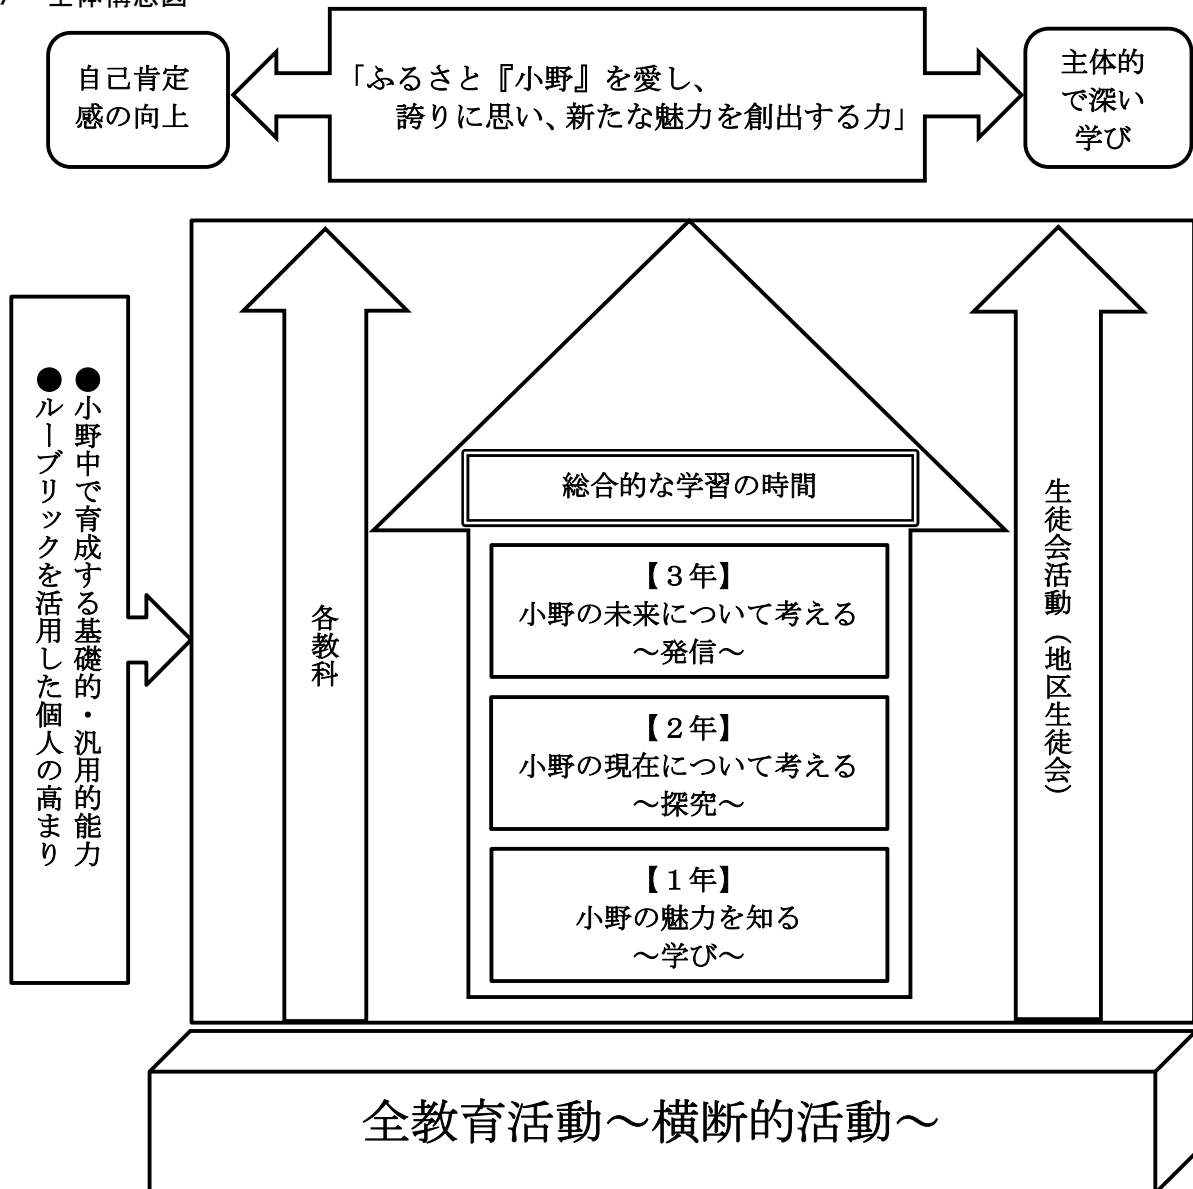 全体構想図
自己肯定
感の向上
「ふるさと『小野』を愛し、
誇りに思い、新たな魅力を創出する力」
主体的
で深い
学び
●小野中で育成する基礎的・汎用的能力
●ルーブリックを活用した個人の高まり
各教科
総合的な学習の時間
【３年】
小野の未来について考える
～発信～
【２年】
小野の現在について考える
～探究～
【１年】
小野の魅力を知る
～学び～
生徒会活動（地区生徒会）
全教育活動～横断的活動～